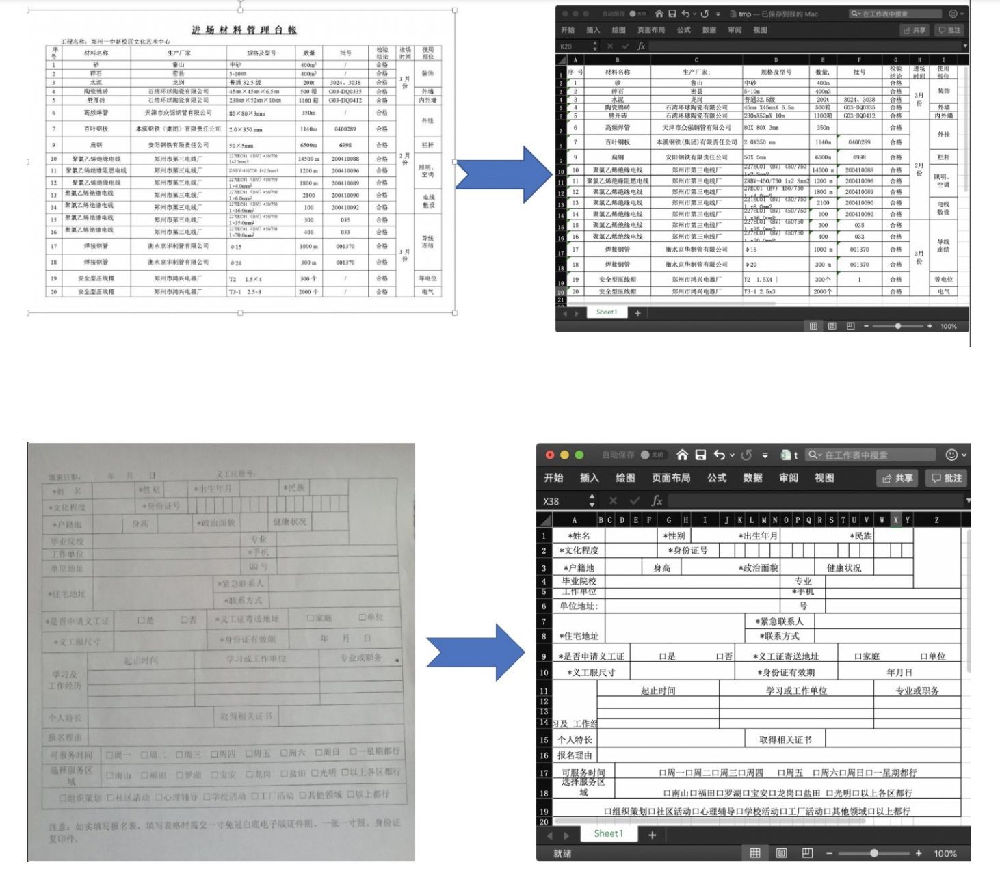 进场材料管理台帐
工程名称：郑州一中新校区文化艺术中心
序号 材料名称 生产厂家 规格及型号 数量 批号 检验结论 进场时间 使用部位
1 砂 鲁山 中砂 400m³ / 合格 3月份 装饰
2 碎石 密县 5-10㎝ 400m³ / 合格
3 水泥 龙岗 普通32.5级 200t 3024、3038 合格
4 陶瓷锦砖 石湾环球陶瓷有限公司 45㎜×45㎜×6.5㎜ 500箱 G03-DQ0335 合格 外墙
5 劈开砖 石湾环球陶瓷有限公司 230㎜×52㎜×10㎜ 1100箱 G03-DQ0412 合格 内外墙
6 高频焊管 天津市众强钢管有限公司 80×80×3mm 350m / 合格 2月份 外挂
7 百叶钢板 本溪钢铁（集团）有限责任公司 2.0×350mm 1140m 0400289 合格
9 扁钢 安阳钢铁有限责任公司 50×5mm 6500m 6998 合格 栏杆
10 聚氯乙烯绝缘电线 郑州市第三电线厂 227IEC01（BV）450/750 1×2.5mm² 14500m 200410088 合格 照明、空调
11 聚氯乙烯绝缘阻燃电线 郑州市第三电线厂 ZRBV-450/750 1×2.5mm² 1200m 200410096 合格
12 聚氯乙烯绝缘电线 郑州市第三电线厂 227IEC01（BV）450/750 1×4.0mm² 1800m 200410089 合格
13 聚氯乙烯绝缘电线 郑州市第三电线厂 227IEC01（BV）450/750 1×6.0mm² 2100 200410090 合格 电线敷设
14 聚氯乙烯绝缘电线 郑州市第三电线厂 227IEC01（BV）450/750 1×16.0mm² 100 200410092 合格
15 聚氯乙烯绝缘电线 郑州市第三电线厂 227IEC01（BV）450/750 1×35.0mm² 300 035 合格 3月份 导线连结
16 聚氯乙烯绝缘电线 郑州市第三电线厂 227IEC01（BV）450/750 1×70.0mm² 400 033 合格
17 焊接钢管 衡水京华制管有限公司 φ15 1000m 001370 合格
18 焊接钢管 衡水京华制管有限公司 φ20 300m 001370 合格
19 安全型压线帽 郑州市鸿兴电器厂 T2 1.5×4 300个 / 合格 等电位
20 安全型压线帽 郑州市鸿兴电器厂 T3-1 2.5×3 2000个 / 合格 电气
自动保存 关闭 tmp — 已保存到我的 Mac 在工作表中搜索
开始 插入 绘图 页面布局 公式 数据 审阅 视图 共享 批注
K20 fx
A B C D E F G H I
1 序 号 材料名称 生产厂家; 规格及型号 数量, 批号 检验结论 进场时间 使用部位
2 1 砂 鲁山 中砂 400m 合格 3月份 装饰
3 2 碎石 密县 5-10m 400m3 合格
4 3 水泥 龙岗 普通32.5级 200t 3024、3038 合格
5 4 陶瓷锦砖 石湾环球陶瓷有限公司 45mm X45mnX 6.5m 500箱 G03-DQ0335 合格 外墙
6 5 劈开砖 石湾环球陶瓷有限公司 230mX52mX 10m 1100箱 G03-DQ0412 合格 内外墙
7 6 高频焊管 天津市众强钢管有限公司 80X 80X 3mm 350m 合格 2月份 外挂
8 7 百叶钢板 本溪钢铁(集团)有限责任公司 2.0X350 mm 1140m 0400289 合格
9 9 扁钢 安阳钢铁有限责任公司 50X 5mm 6500m 6998 合格 栏杆
10 10 聚氯乙烯绝缘电线 郑州市第三电线厂 227IEC01 (BV) 450/750 14500 m 200410088 合格 照明、空调
11 11 聚氯乙烯绝缘阻燃电线 郑州市第三电线厂 ZRBV-450/750 1x2 5nm2 1200 m 200410096 合格
12 12 聚氯乙烯绝缘电线 郑州市第三电线厂 27IEC01 (BV) 450/750 1800 m 200410089 合格
13 13 聚氯乙烯绝缘电线 郑州市第三电线厂 221EC01 (BV) 450/750 2100 200410090 合格 电线敷设
14 14 聚氯乙烯绝缘电线 郑州市第三电线厂 100 200410092 合格
15 15 聚氯乙烯绝缘电线 郑州市第三电线厂 227IEC01 (BV) 450750 300 035 合格 3月份 导线连结
16 16 聚氯乙烯绝缘电线 郑州市第三电线厂 400 033 合格
17 17 焊接钢管 衡水京华制管有限公司 φ15 1000 m 001370 合格
18 18 焊接钢管 衡水京华制管有限公司 φ20 300 m 001370 合格
19 19 安全型压线帽 郑州市鸿兴电器厂 T2 1.5X4 300个 1 合格 等电位
20 20 安全型压线帽 郑州市鸿兴电器厂 T3-1 2.5x3 2000个 合格 电气
21
Sheet1 +
100%
填表日期： 年 月 日 义工注册号：
*姓 名 *性别 *出生年月 *民族
*文化程度 *身份证号
*户籍地 身高 *政治面貌 健康状况
毕业院校 专业
工作单位 *手机
单位地址 QQ号
*住宅地址 *紧急联系人
*联系方式
*是否申请义工证 □是 □否 *义工证寄送地址 □家庭 □单位
*义工服尺寸 *身份证有效期 年 月 日
学习及工作经历 起止时间 学习或工作单位 专业或职务
个人特长 取得相关证书
报名理由
可服务时间 □周一 □周二 □周三 □周四 □周五 □周六 □周日 □一星期都行
选择服务区域 □南山 □福田 □罗湖 □宝安 □龙岗 □盐田 □光明 □以上各区都行
□组织策划 □社区活动 □心理辅导 □学校活动 □工厂活动 □其他领域 □以上都行
注意：如实填写报名表，填写表格时需交一寸免冠白底电子版证件照、一张一寸照、身份证
复印件。
自动保存 关闭 t 在工作表中搜索
开始 插入 绘图 页面布局 公式 数据 审阅 视图 共享 批注
X38 fx
A B C D E F G H I J K L M N O P Q R S T U V W X Y Z
1 *姓名 *性别 *出生年月 *民族
2 *文化程度 *身份证号
3 *户籍地 身高 *政治面貌 健康状况
4 毕业院校 专业
5 工作单位 *手机
6 单位地址: 号
7 *紧急联系人
8 *住宅地址 *联系方式
9 *是否申请义工证 □是 □否 *义工证寄送地址 □家庭 □单位
10 *义工服尺寸 *身份证有效期 年月日
11 起止时间 学习或工作单位 专业或职务
12
13
14 习及 工作经
15 个人特长 取得相关证书
16 报名理由
17 可服务时间 □周一□周二□周三□周四 □周五 □周六□周日□一星期都行
18 选择服务区域 □南山□福田□罗湖□宝安□龙岗□盐田 □光明□以上各区都行
19 □组织策划□社区活动□心理辅导□学校活动□工厂活动□其他领域□以上都行
20
Sheet1 +
就绪 100%